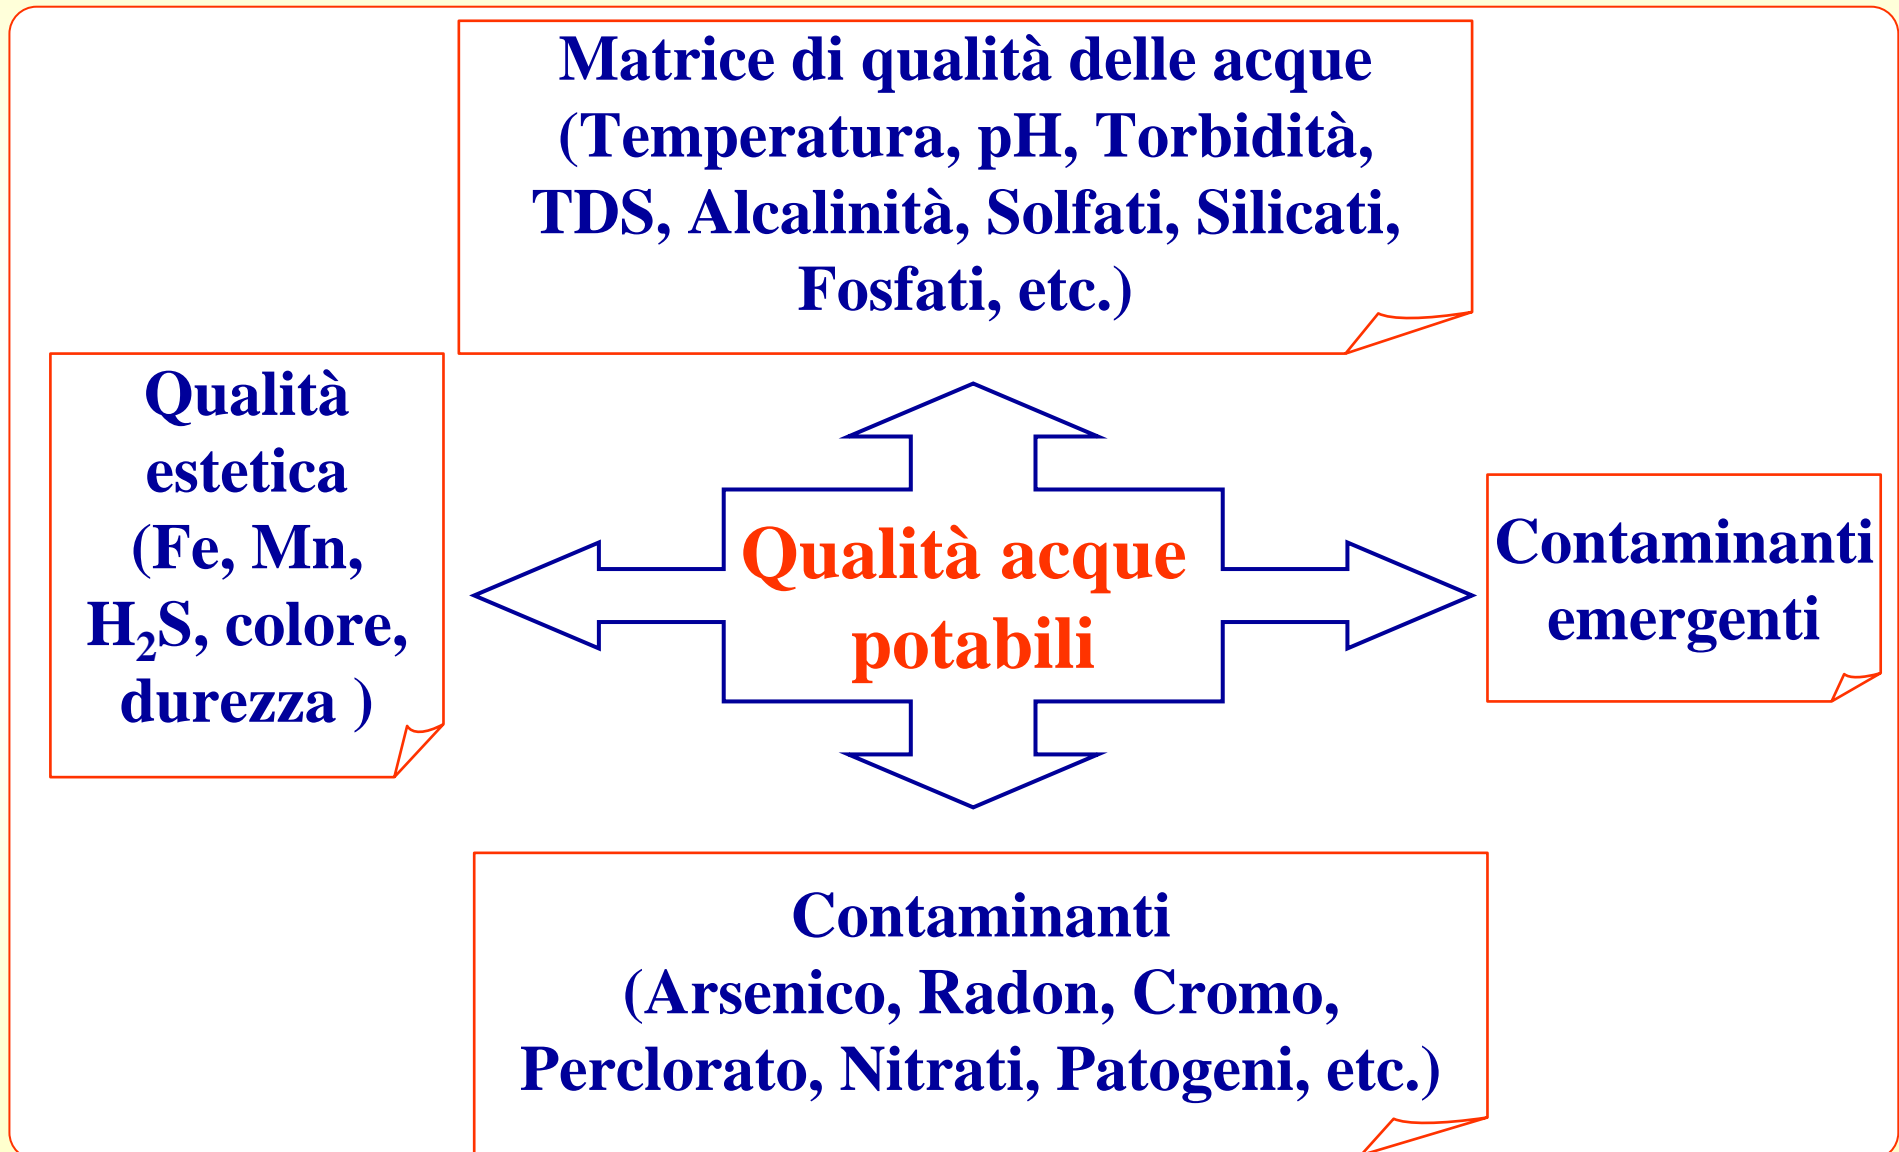 Matrice di qualità delle acque
(Temperatura, pH, Torbidità,
TDS, Alcalinità, Solfati, Silicati,
Fosfati, etc.)
Qualità
estetica
(Fe, Mn,
H₂S, colore,
durezza )
Qualità acque
potabili
Contaminanti
emergenti
Contaminanti
(Arsenico, Radon, Cromo,
Perclorato, Nitrati, Patogeni, etc.)